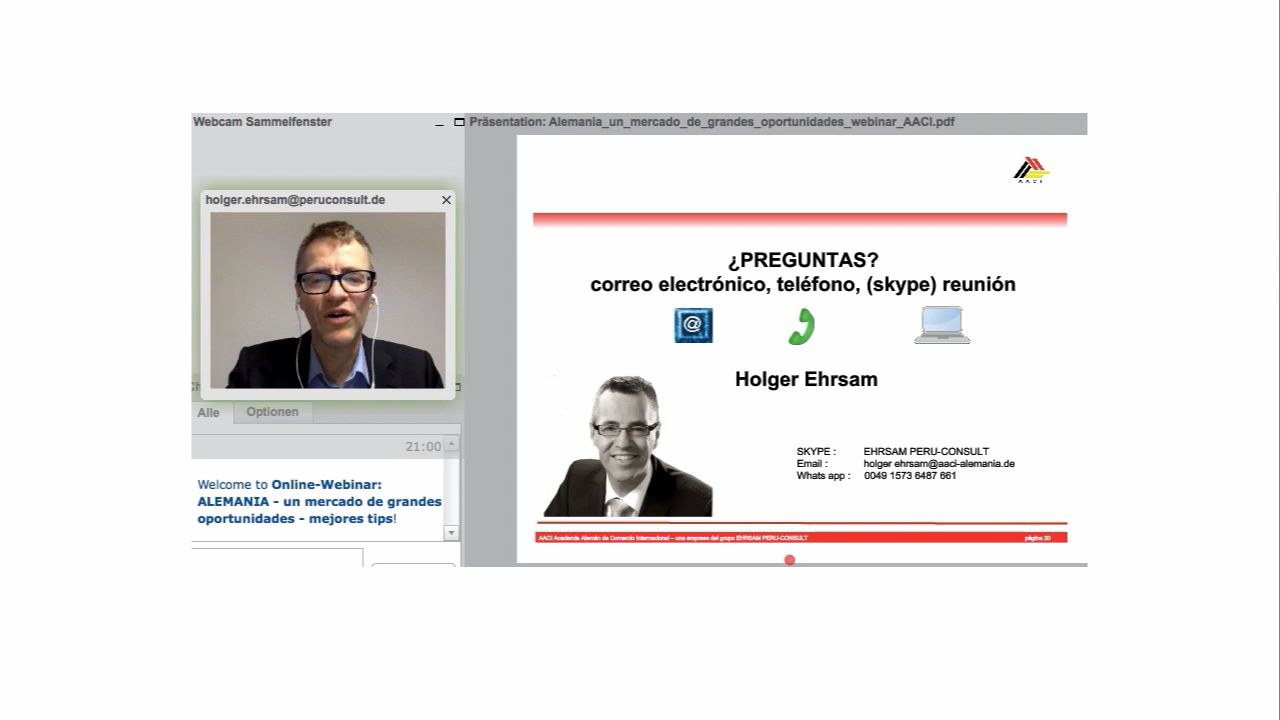 Webcam Sammelfenster
Präsentation: Alemania_un_mercado_de_grandes_oportunidades_webinar_AACI.pdf
holger.ehrsam@peruconsult.de
Alle
Optionen
21:00
Welcome to Online-Webinar:
ALEMANIA - un mercado de grandes
oportunidades - mejores tips!
AACI
¿PREGUNTAS?
correo electrónico, teléfono, (skype) reunión
@
Holger Ehrsam
SKYPE : EHRSAM PERU-CONSULT
Email : holger ehrsam@aaci-alemania.de
Whats app : 0049 1573 6487 661
AACI Academia Alemán de Comercio Internacional – una empresa del grupo EHRSAM PERU-CONSULT página 20